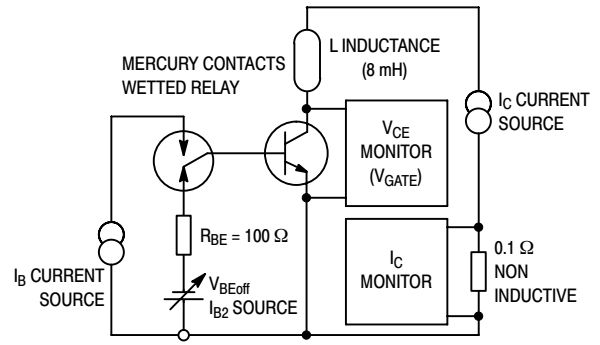 MERCURY CONTACTS
WETTED RELAY
L INDUCTANCE
(8 mH)
I_C CURRENT
SOURCE
V_CE
MONITOR
(V_GATE)
R_BE = 100 Ω
I_C
MONITOR
0.1 Ω
NON
INDUCTIVE
I_B CURRENT
SOURCE
V_BEoff
I_B2 SOURCE